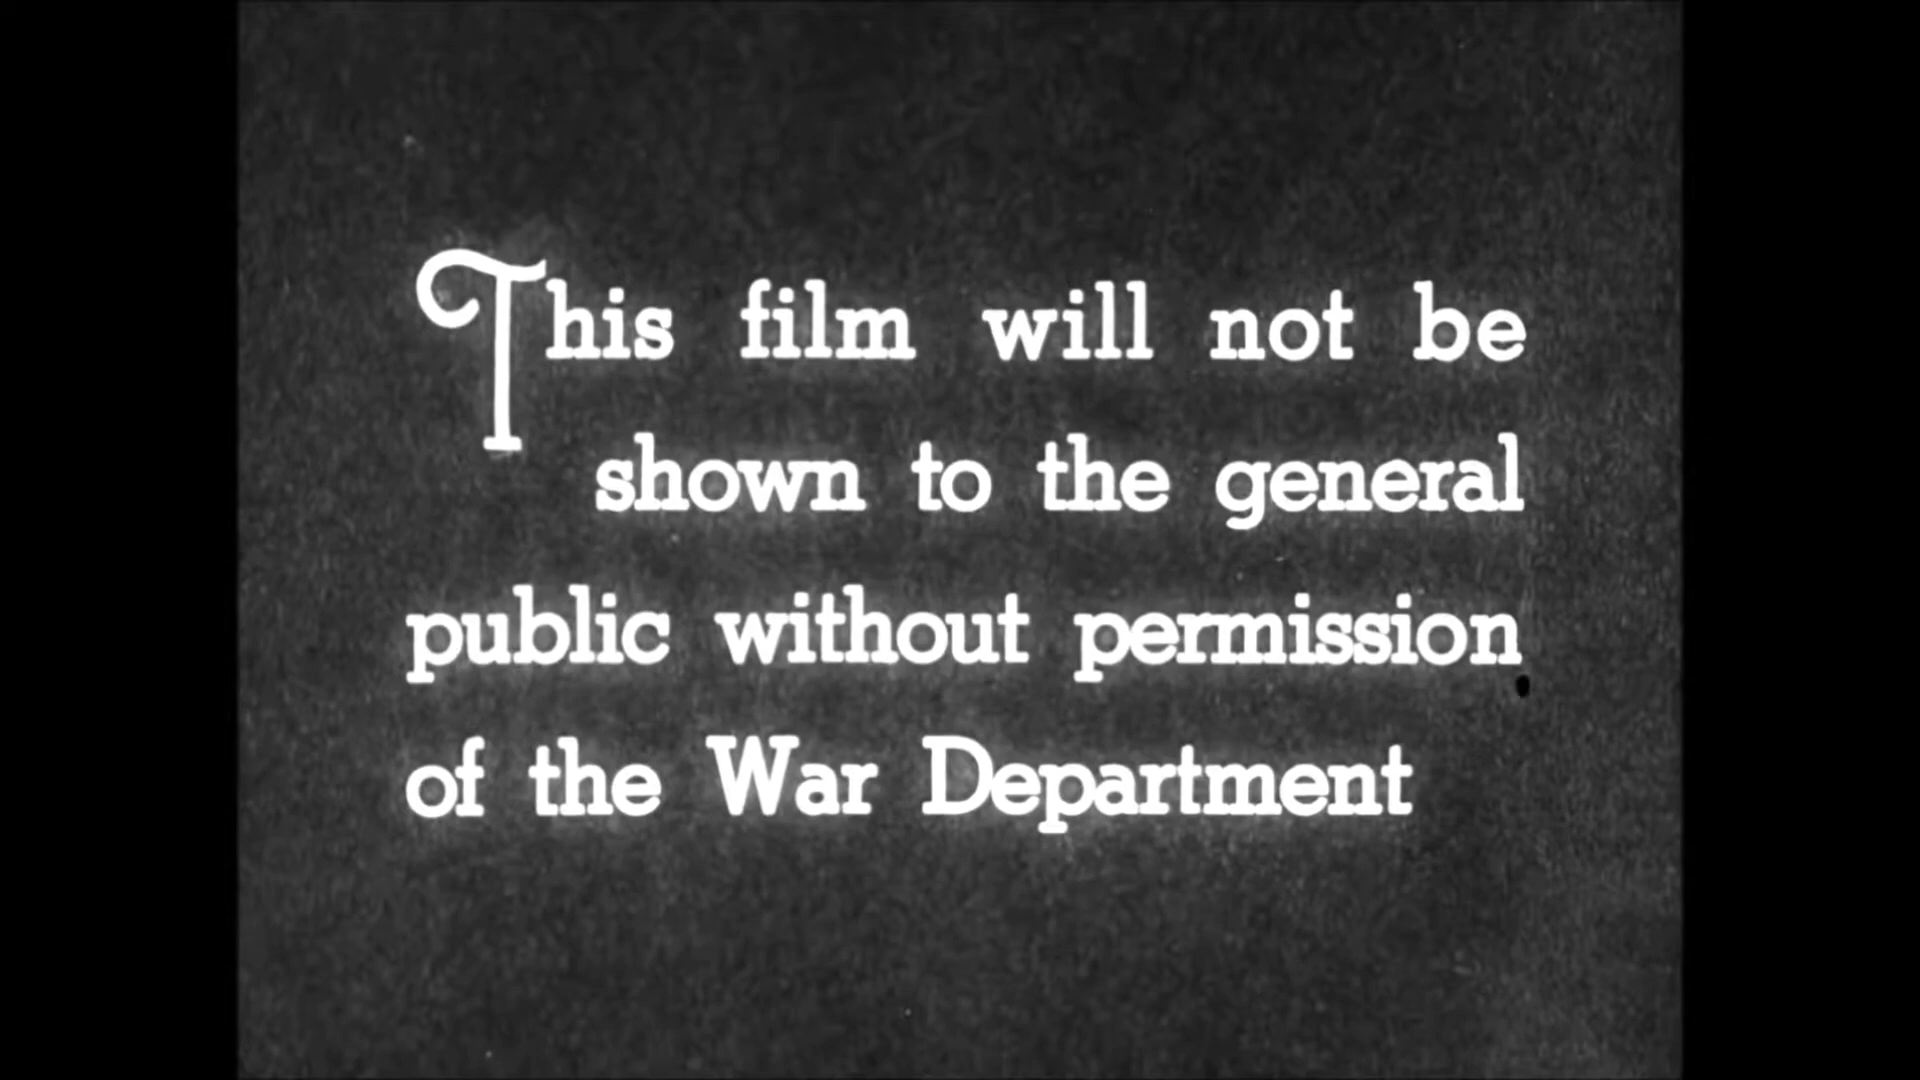 This film will not be
shown to the general
public without permission
of the War Department